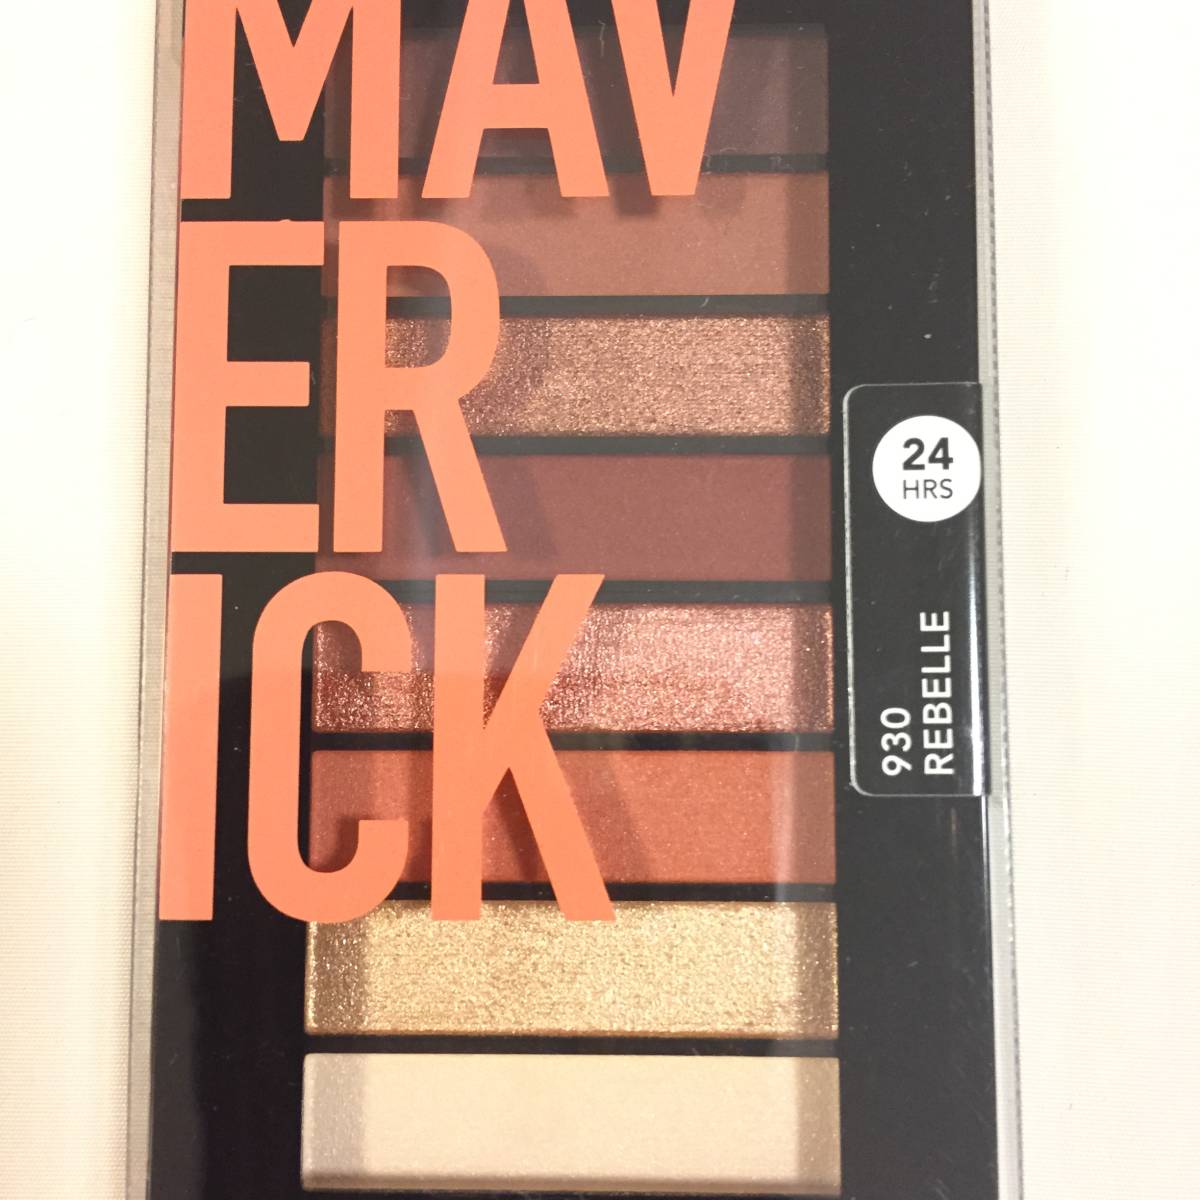 MAV
ER
ICK
24
HRS
930
REBELLE